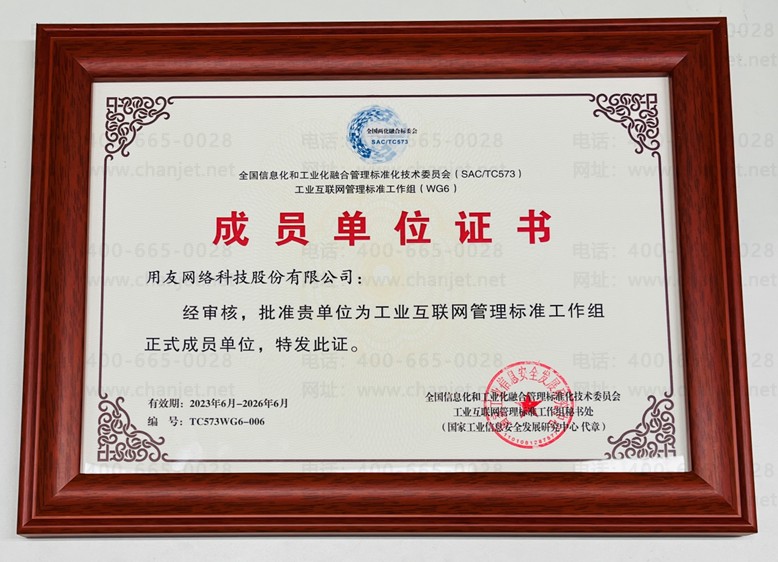 全国两化融合标委会
SAC/TC573
全国信息化和工业化融合管理标准化技术委员会（SAC/TC573）
工业互联网管理标准工作组（WG6）
成员单位证书
用友网络科技股份有限公司：
经审核，批准贵单位为工业互联网管理标准工作组
正式成员单位，特发此证。
有效期：2023年6月-2026年6月
编 号：TC573WG6-006
全国信息化和工业化融合管理标准化技术委员会
工业互联网管理标准工作组秘书处
（国家工业信息安全发展研究中心 代章）
电话：400-665-0028
网址：www.chanjet.net